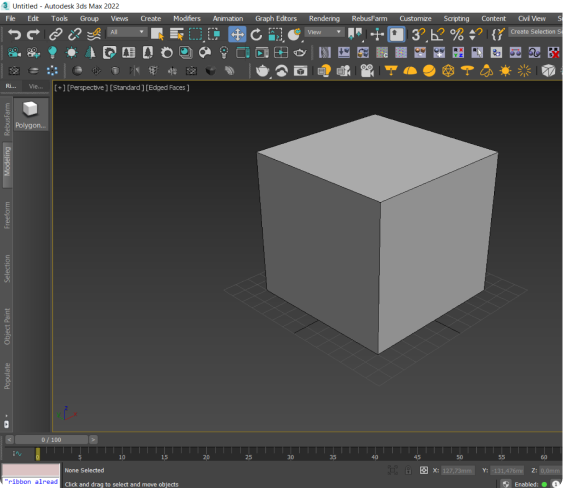 Untitled - Autodesk 3ds Max 2022
File Edit Tools Group Views Create Modifiers Animation Graph Editors Rendering RebusFarm Customize Scripting Content Civil View
All View Create Selection Se
Ri... Vie...
[+] [Perspective] [Standard] [Edged Faces]
Polygon...
RebusFarm
Modeling
Freeform
Selection
Object Paint
Populate
z
0 / 100
0 5 10 15 20 25 30 35 40 45 50 55 60
None Selected X: 127,75mm Y: -131,47mm Z: 0,0mm
"ribbon alread Click and drag to select and move objects Enabled: